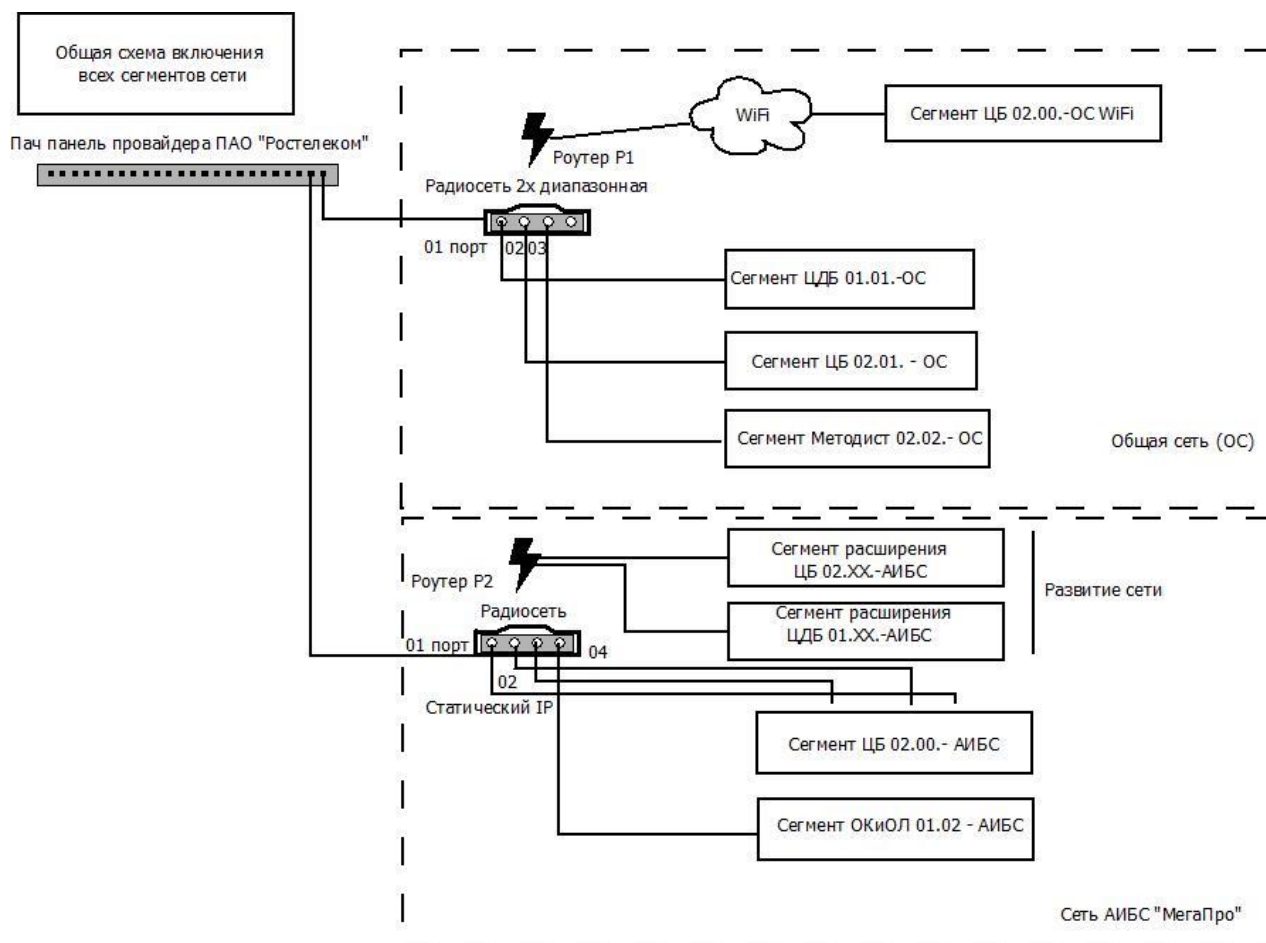 Общая схема включения
всех сегментов сети
Пач панель провайдера ПАО "Ростелеком"
WiFi
Сегмент ЦБ 02.00.-ОС WiFi
Роутер Р1
Радиосеть 2х диапазонная
01 порт
02
03
Сегмент ЦДБ 01.01.-ОС
Сегмент ЦБ 02.01. - ОС
Сегмент Методист 02.02.- ОС
Общая сеть (ОС)
Роутер Р2
Радиосеть
01 порт
04
02
Статический IP
Сегмент расширения
ЦБ 02.ХХ.-АИБС
Сегмент расширения
ЦДБ 01.ХХ.-АИБС
Развитие сети
Сегмент ЦБ 02.00.- АИБС
Сегмент ОКиОЛ 01.02 - АИБС
Сеть АИБС "МегаПро"